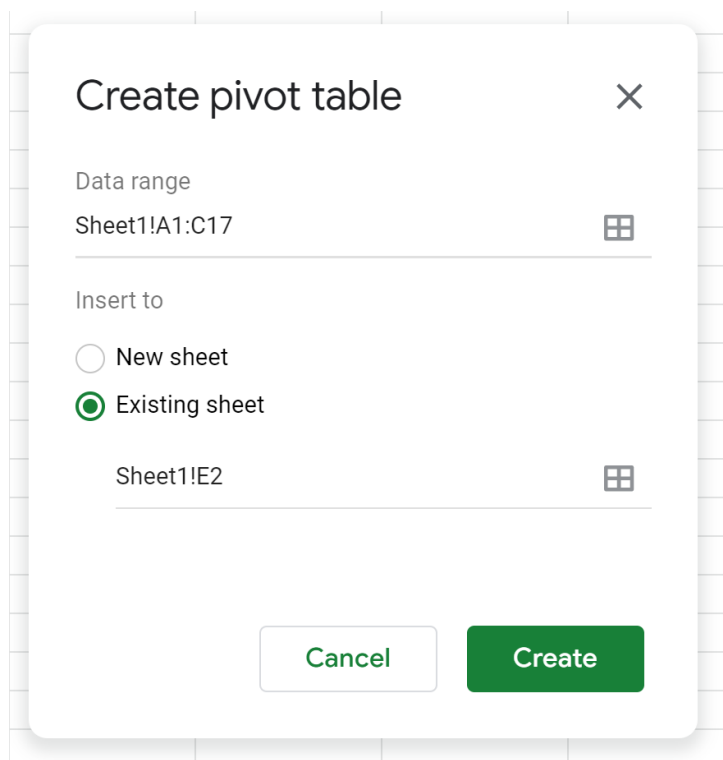 Create pivot table
Data range
Sheet1!A1:C17
Insert to
New sheet
Existing sheet
Sheet1!E2
Cancel Create